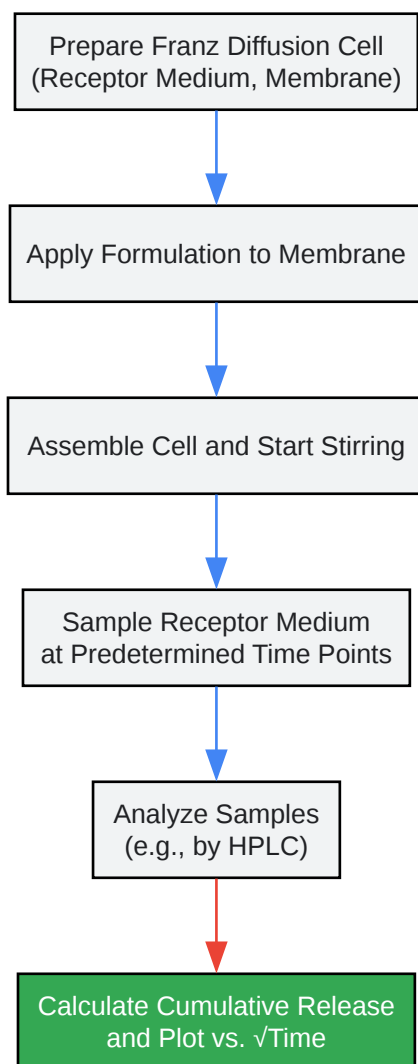 Prepare Franz Diffusion Cell
(Receptor Medium, Membrane)
Apply Formulation to Membrane
Assemble Cell and Start Stirring
Sample Receptor Medium
at Predetermined Time Points
Analyze Samples
(e.g., by HPLC)
Calculate Cumulative Release
and Plot vs. √Time